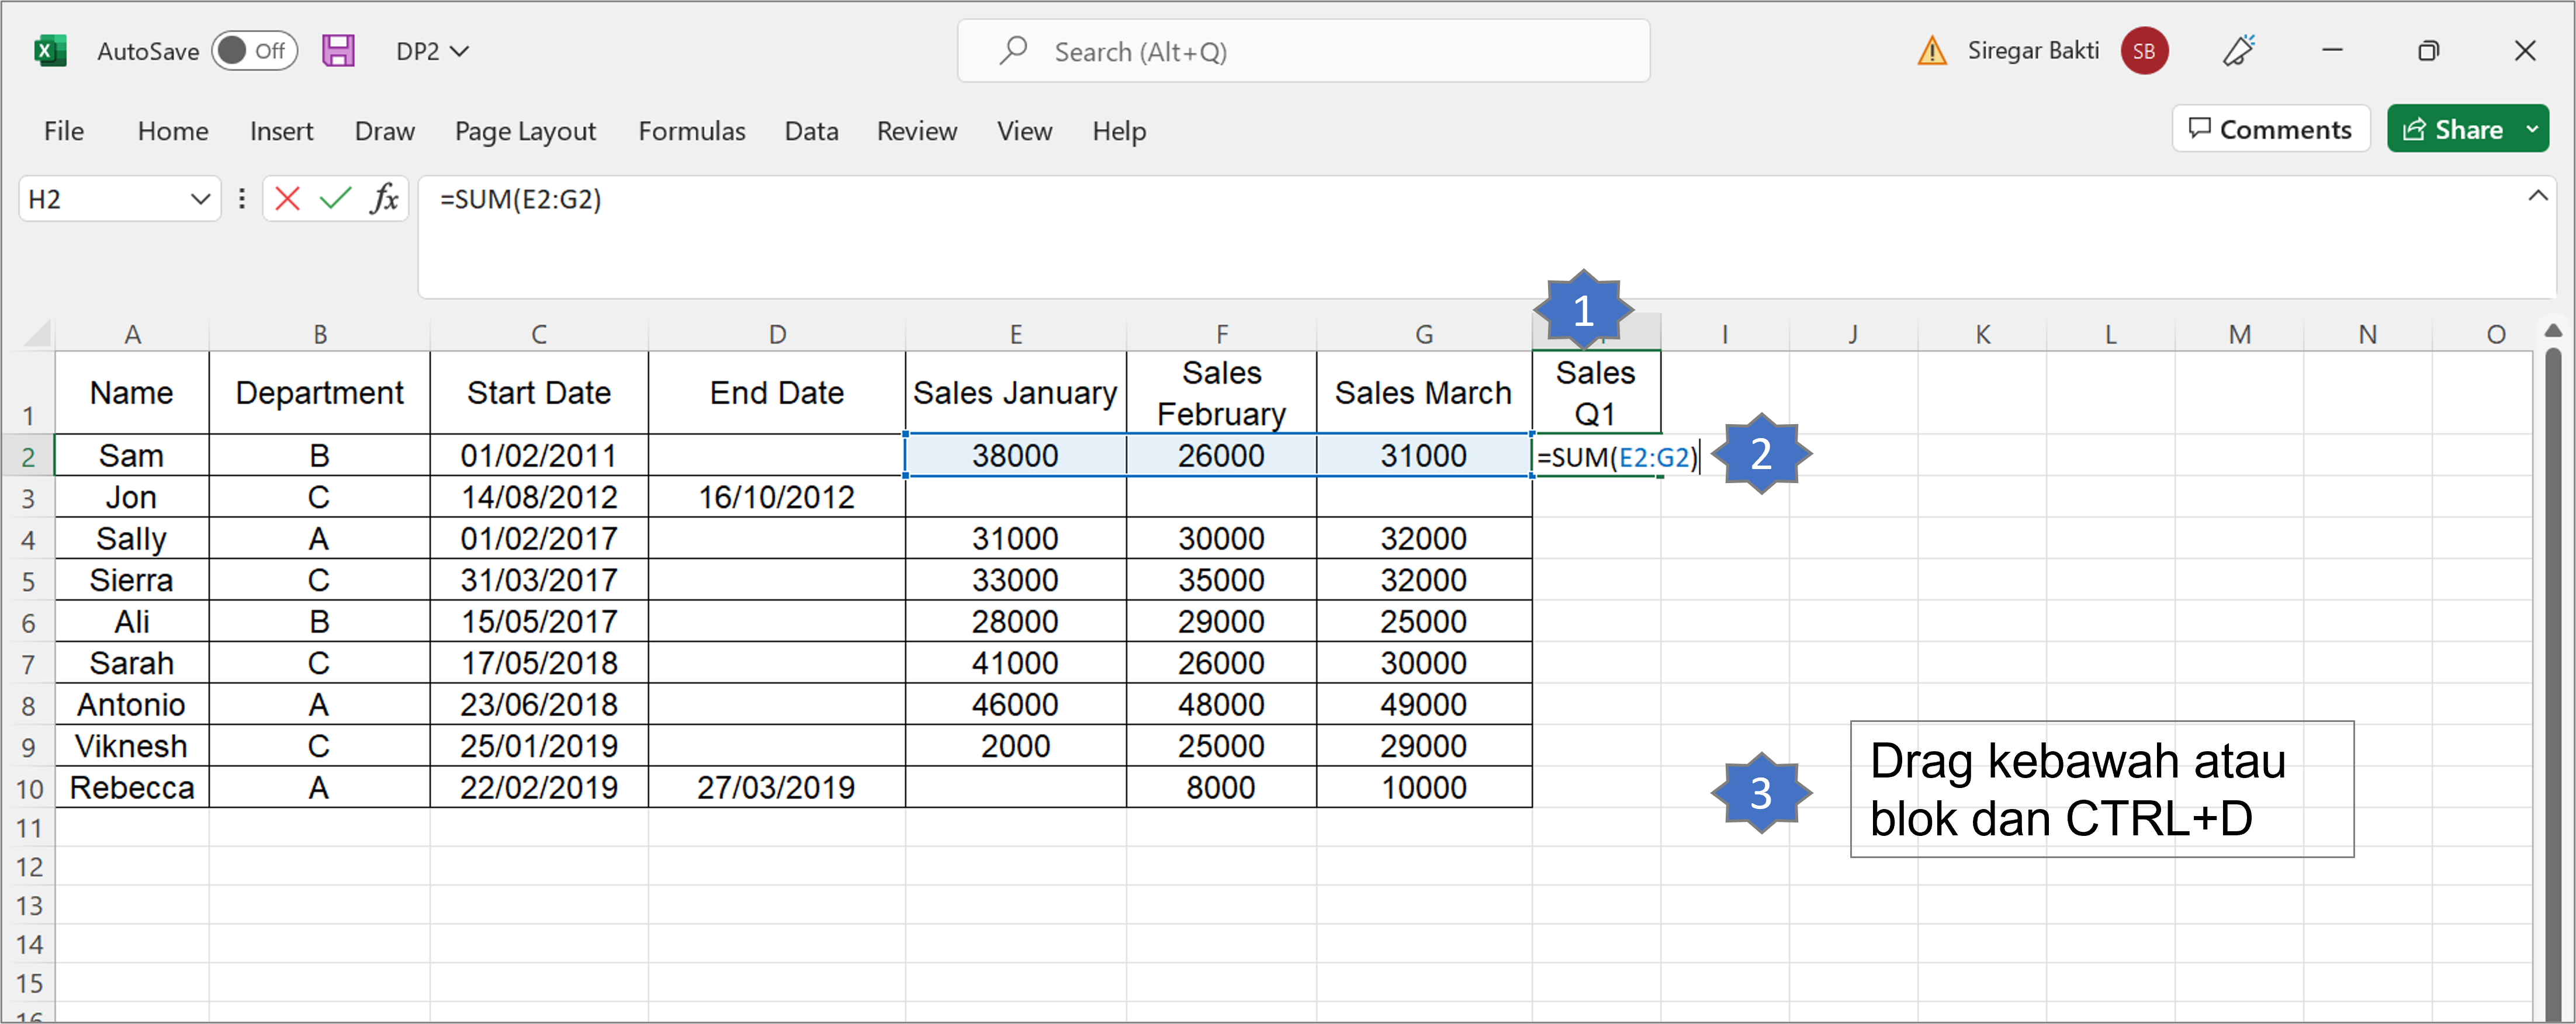 AutoSave Off DP2 Search (Alt+Q) Siregar Bakti SB
File Home Insert Draw Page Layout Formulas Data Review View Help Comments Share
H2 fx =SUM(E2:G2)
1
A B C D E F G I J K L M N O
1 Name Department Start Date End Date Sales January Sales February Sales March Sales Q1
2 Sam B 01/02/2011 38000 26000 31000 =SUM(E2:G2) 2
3 Jon C 14/08/2012 16/10/2012
4 Sally A 01/02/2017 31000 30000 32000
5 Sierra C 31/03/2017 33000 35000 32000
6 Ali B 15/05/2017 28000 29000 25000
7 Sarah C 17/05/2018 41000 26000 30000
8 Antonio A 23/06/2018 46000 48000 49000
9 Viknesh C 25/01/2019 2000 25000 29000
10 Rebecca A 22/02/2019 27/03/2019 8000 10000
3
Drag kebawah atau
blok dan CTRL+D
11
12
13
14
15
16